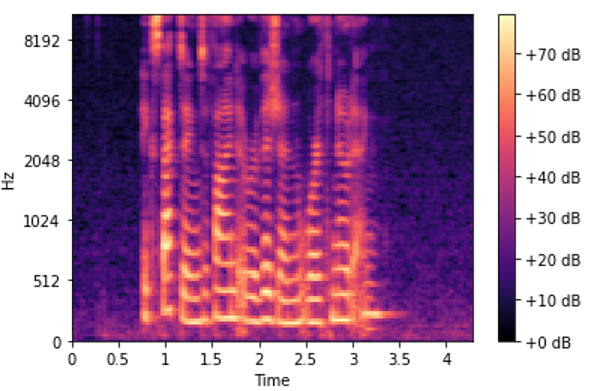 8192
4096
2048
1024
512
0
Hz
0 0.5 1 1.5 2 2.5 3 3.5 4
Time
+70 dB
+60 dB
+50 dB
+40 dB
+30 dB
+20 dB
+10 dB
+0 dB